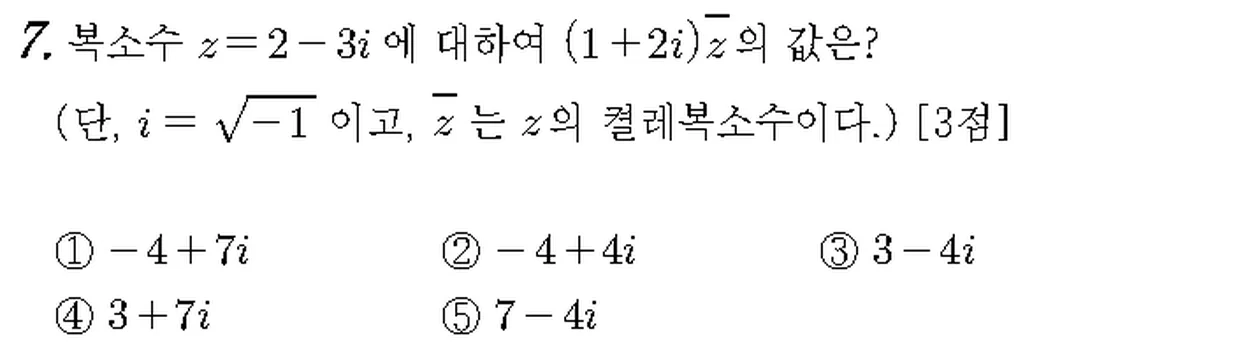 7. 복소수 z=2-3i 에 대하여 (1+2i)z̅의 값은?
(단, i=√-1 이고, z̅ 는 z의 켤레복소수이다.) [3점]
① -4+7i ② -4+4i ③ 3-4i
④ 3+7i ⑤ 7-4i